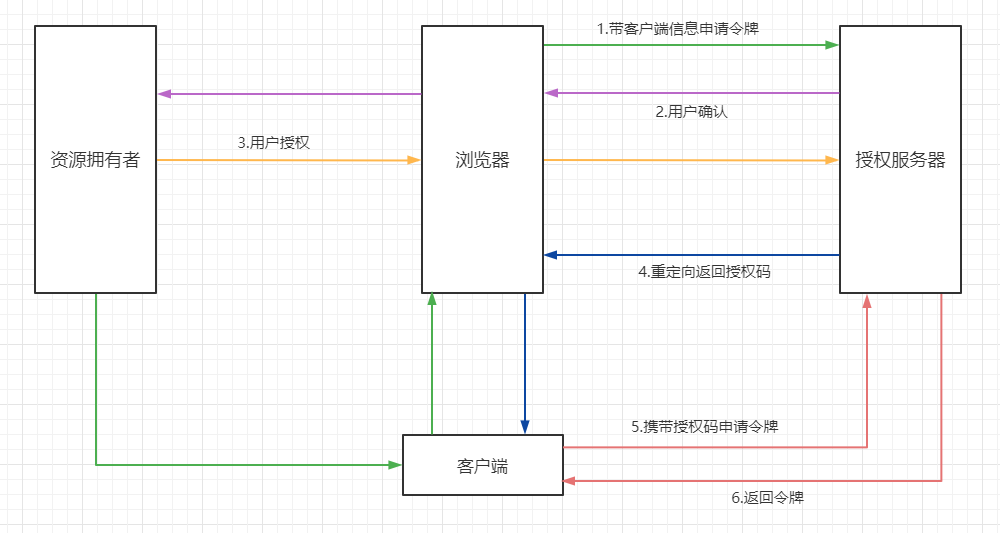 1.带客户端信息申请令牌
2.用户确认
3.用户授权
资源拥有者
浏览器
授权服务器
4.重定向返回授权码
5.携带授权码申请令牌
客户端
6.返回令牌